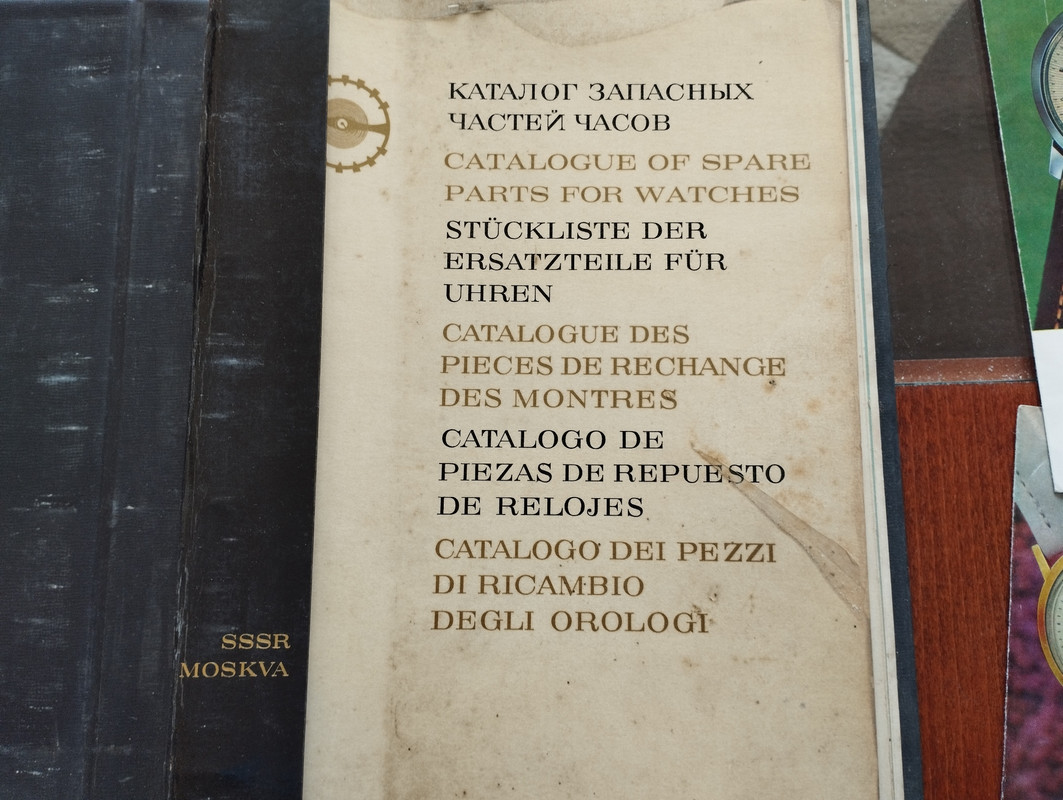 SSSR
MOSKVA
КАТАЛОГ ЗАПАСНЫХ
ЧАСТЕЙ ЧАСОВ
CATALOGUE OF SPARE
PARTS FOR WATCHES
STÜCKLISTE DER
ERSATZTEILE FÜR
UHREN
CATALOGUE DES
PIECES DE RECHANGE
DES MONTRES
CATALOGO DE
PIEZAS DE REPUESTO
DE RELOJES
CATALOGO DEI PEZZI
DI RICAMBIO
DEGLI OROLOGI